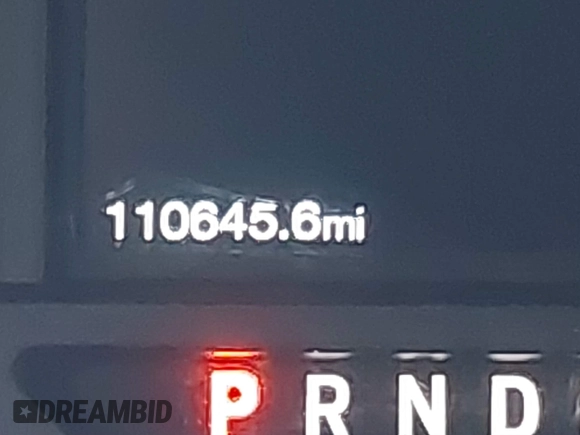 110645.6mi
P R N D
DREAMBID